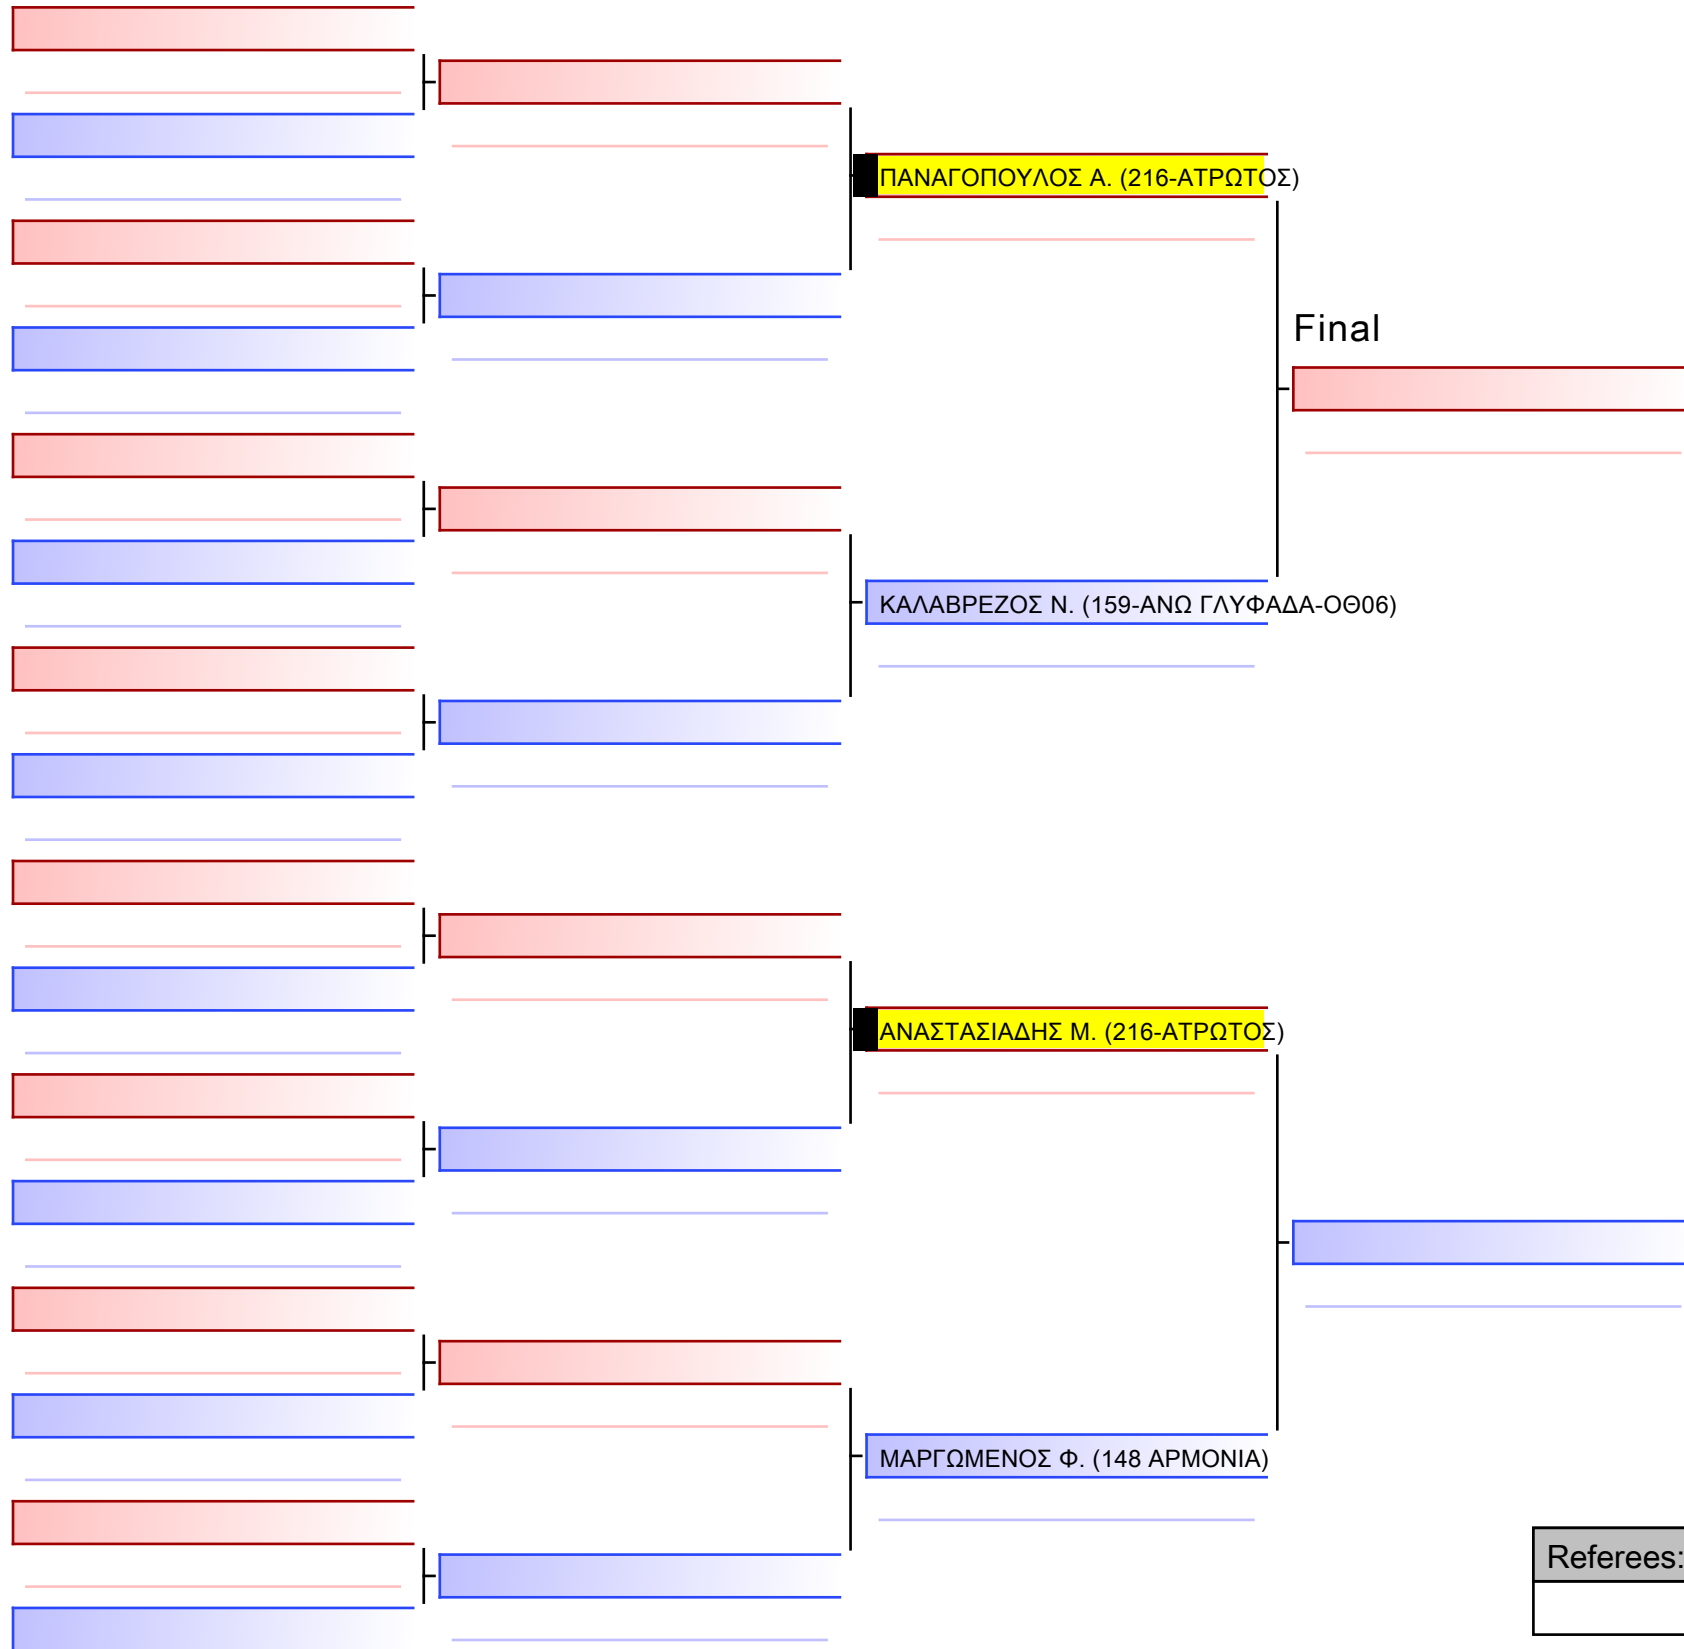 ΠΑΝΑΓΟΠΟΥΛΟΣ Α. (216-ΑΤΡΩΤΟΣ)
Final
ΚΑΛΑΒΡΕΖΟΣ Ν. (159-ΑΝΩ ΓΛΥΦΑΔΑ-ΟΘ06)
ΑΝΑΣΤΑΣΙΑΔΗΣ Μ. (216-ΑΤΡΩΤΟΣ)
ΜΑΡΓΩΜΕΝΟΣ Φ. (148 ΑΡΜΟΝΙΑ)
Referees: